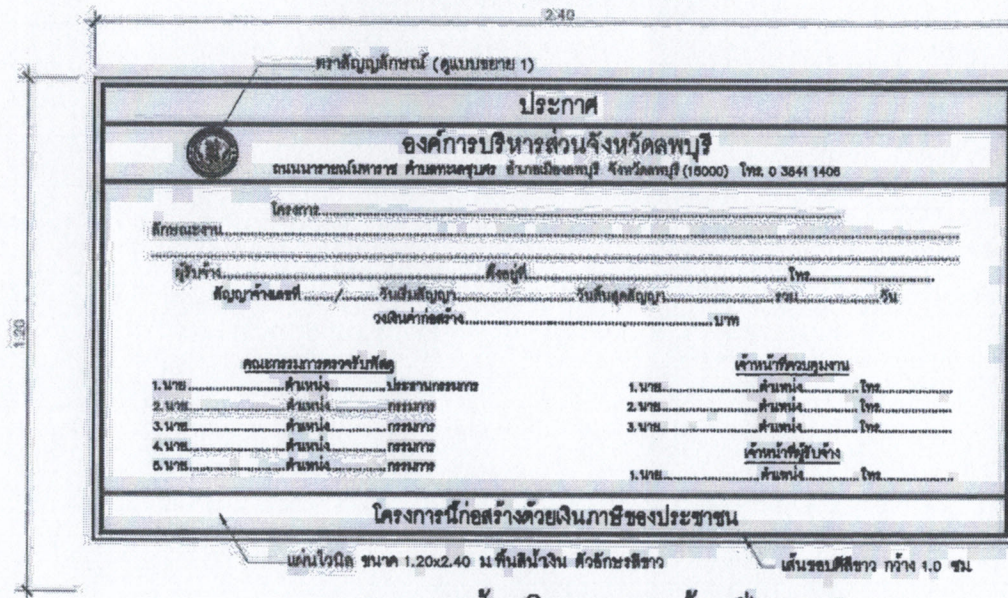 2.40
ตราสัญญลักษณ์ (ดูแบบขยาย 1)
ประกาศ
องค์การบริหารส่วนจังหวัดลพบุรี
ถนนนารายณ์มหาราช ตำบลทะเลชุบศร อำเภอเมืองลพบุรี จังหวัดลพบุรี (15000) โทร. 0 3641 1406
โครงการ
ลักษณะงาน
ผู้รับจ้าง ตั้งอยู่ที่ โทร
สัญญาจ้างเลขที่ / วันเริ่มสัญญา วันสิ้นสุดสัญญา รวม วัน
วงเงินค่าก่อสร้าง บาท
1.20
คณะกรรมการตรวจรับพัสดุ
1.นาย ตำแหน่ง ประธานกรรมการ
2.นาย ตำแหน่ง กรรมการ
3.นาย ตำแหน่ง กรรมการ
4.นาย ตำแหน่ง กรรมการ
5.นาย ตำแหน่ง กรรมการ
เจ้าหน้าที่ควบคุมงาน
1.นาย ตำแหน่ง โทร
2.นาย ตำแหน่ง โทร
3.นาย ตำแหน่ง โทร
เจ้าหน้าที่ผู้รับจ้าง
1.นาย ตำแหน่ง โทร
โครงการนี้ก่อสร้างด้วยเงินภาษีของประชาชน
แผ่นไวนิล ขนาด 1.20x2.40 ม พื้นสีน้ำเงิน ตัวอักษรสีขาว
เส้นขอบสีขาว กว้าง 1.0 ซม